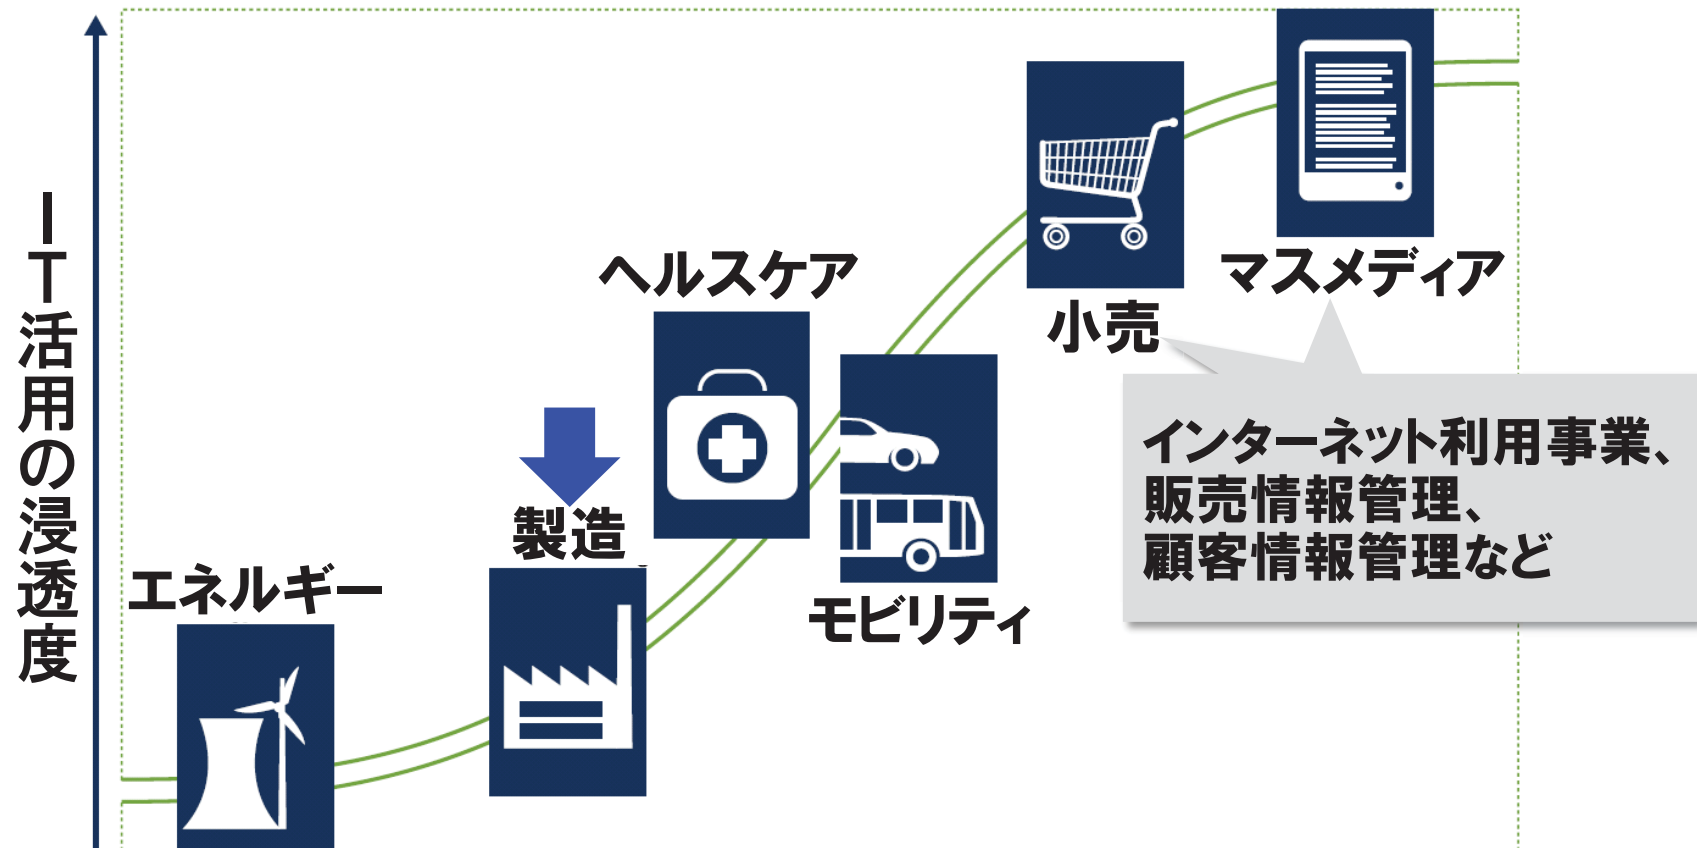 IT活用の浸透度
マスメディア
ヘルスケア
小売
インターネット利用事業、
販売情報管理、
顧客情報管理など
製造
エネルギー
モビリティ